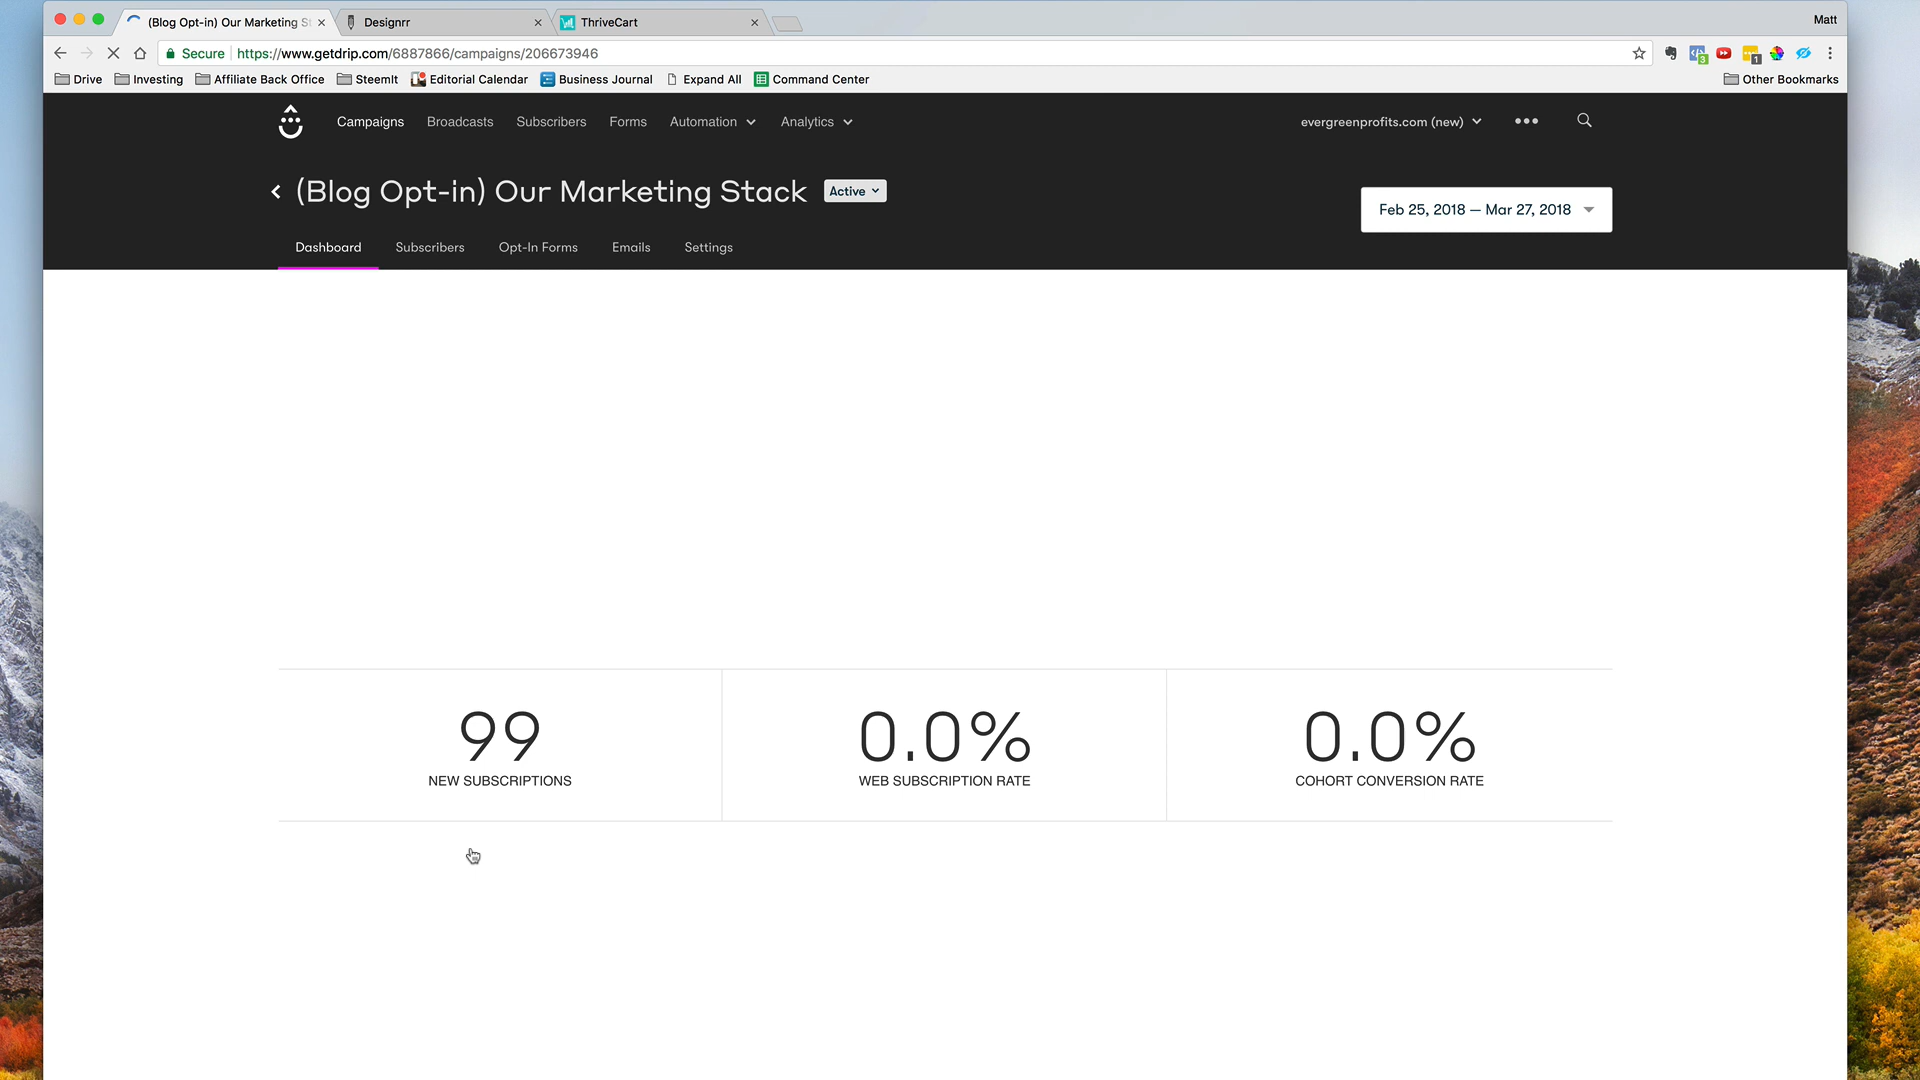 (Blog Opt-in) Our Marketing St
Designrr
ThriveCart
Matt
Secure https://www.getdrip.com/6887866/campaigns/206673946
3
1
Drive Investing Affiliate Back Office SteemIt Editorial Calendar Business Journal Expand All Command Center Other Bookmarks
Campaigns Broadcasts Subscribers Forms Automation Analytics evergreenprofits.com (new)
(Blog Opt-in) Our Marketing Stack Active
Feb 25, 2018 — Mar 27, 2018
Dashboard Subscribers Opt-In Forms Emails Settings
99 0.0% 0.0%
NEW SUBSCRIPTIONS WEB SUBSCRIPTION RATE COHORT CONVERSION RATE